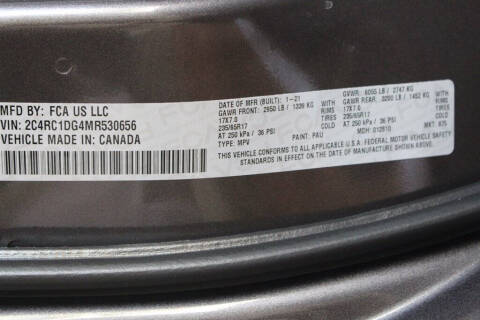 MFD BY: FCA US LLC
VIN: 2C4RC1DG4MR530656
VEHICLE MADE IN: CANADA
DATE OF MFR (BUILT): 1-21 GVWR: 6055 LB / 2747 KG
GAWR FRONT: 2950 LB / 1339 KG WITH GAWR REAR: 3200 LB / 1452 KG WITH
17X7.0 RIMS 17X7.0 RIMS
235/65R17 TIRES 235/65R17 TIRES
AT 250 kPa / 36 PSI COLD AT 250 kPa / 36 PSI COLD
TYPE: MPV PAINT: PAU MDH: 012810 MKT: 875
THIS VEHICLE CONFORMS TO ALL APPLICABLE U.S.A. FEDERAL MOTOR VEHICLE SAFETY
STANDARDS IN EFFECT ON THE DATE OF MANUFACTURE SHOWN ABOVE.